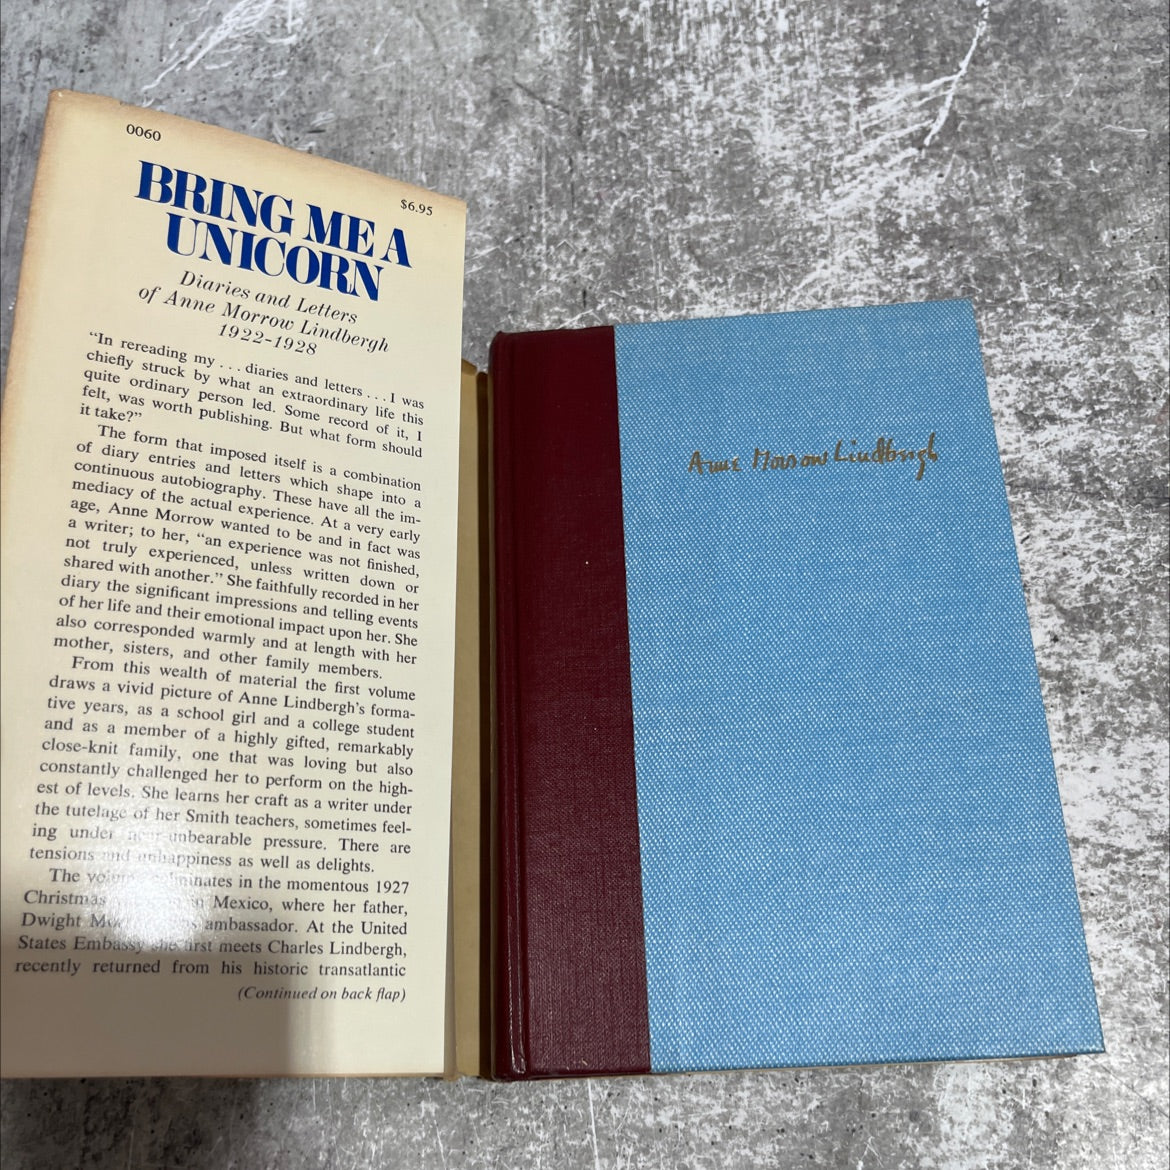 0060
$6.95
BRING ME A
UNICORN
Diaries and Letters
of Anne Morrow Lindbergh
1922-1928
“In rereading my . . . diaries and letters . . . I was
chiefly struck by what an extraordinary life this
quite ordinary person led. Some record of it, I
felt, was worth publishing. But what form should
it take?”
The form that imposed itself is a combination
of diary entries and letters which shape into a
continuous autobiography. These have all the im-
mediacy of the actual experience. At a very early
age, Anne Morrow wanted to be and in fact was
a writer; to her, “an experience was not finished,
not truly experienced, unless written down or
shared with another.” She faithfully recorded in her
diary the significant impressions and telling events
of her life and their emotional impact upon her. She
also corresponded warmly and at length with her
mother, sisters, and other family members.
From this wealth of material the first volume
draws a vivid picture of Anne Lindbergh's forma-
tive years, as a school girl and a college student
and as a member of a highly gifted, remarkably
close-knit family, one that was loving but also
constantly challenged her to perform on the high-
est of levels. She learns her craft as a writer under
the tutelage of her Smith teachers, sometimes feel-
ing under near-unbearable pressure. There are
tensions and unhappiness as well as delights.
The volume culminates in the momentous 1927
Christmas in Mexico, where her father,
Dwight ambassador. At the United
States Embassy she first meets Charles Lindbergh,
recently returned from his historic transatlantic
(Continued on back flap)
Anne Morrow Lindbergh